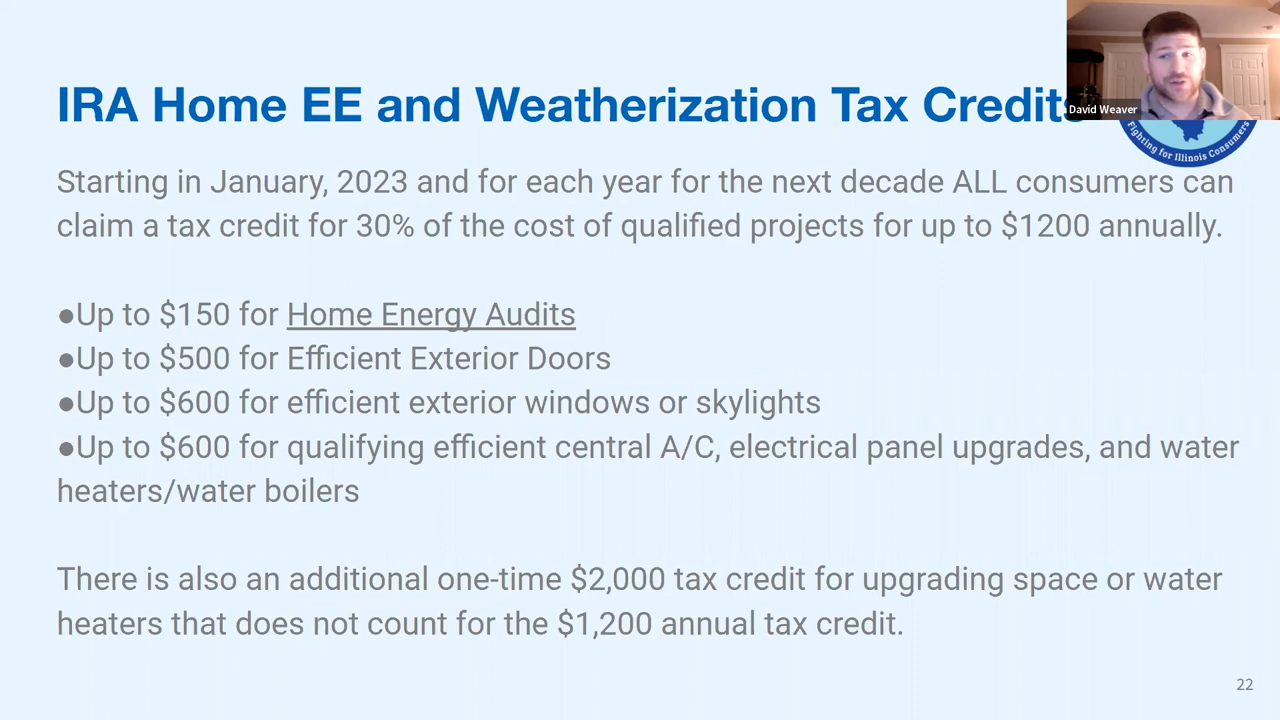 IRA Home EE and Weatherization Tax Credits
David Weaver
Fighting for Illinois Consumers
Starting in January, 2023 and for each year for the next decade ALL consumers can
claim a tax credit for 30% of the cost of qualified projects for up to $1200 annually.
●Up to $150 for Home Energy Audits
●Up to $500 for Efficient Exterior Doors
●Up to $600 for efficient exterior windows or skylights
●Up to $600 for qualifying efficient central A/C, electrical panel upgrades, and water
heaters/water boilers
There is also an additional one-time $2,000 tax credit for upgrading space or water
heaters that does not count for the $1,200 annual tax credit.
22